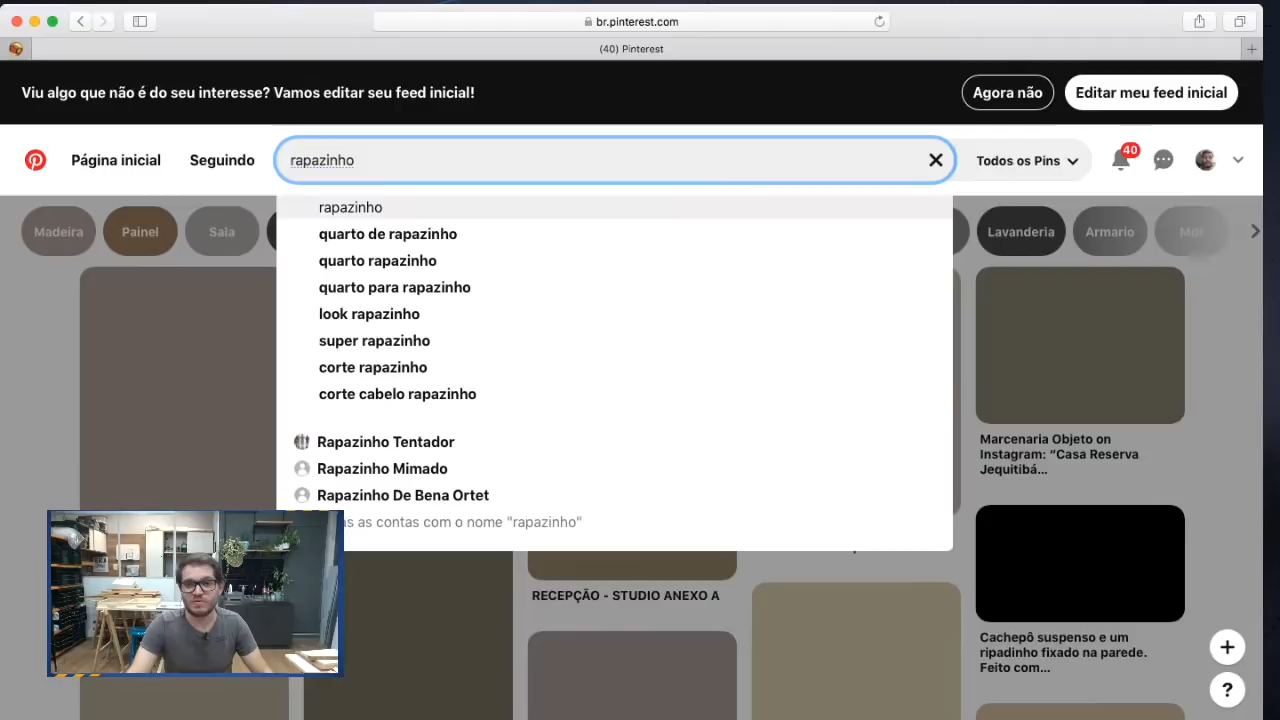 br.pinterest.com
(40) Pinterest
Viu algo que não é do seu interesse? Vamos editar seu feed inicial!
Agora não
Editar meu feed inicial
Página inicial
Seguindo
rapazinho
Todos os Pins
40
rapazinho
quarto de rapazinho
quarto rapazinho
quarto para rapazinho
look rapazinho
super rapazinho
corte rapazinho
corte cabelo rapazinho
Rapazinho Tentador
Rapazinho Mimado
Rapazinho De Bena Ortet
as contas com o nome "rapazinho"
Madeira
Painel
Sala
Lavanderia
Armario
Mdf
Marcenaria Objeto on
Instagram: “Casa Reserva
Jequitibá...
RECEPÇÃO - STUDIO ANEXO A
Cachepô suspenso e um
ripadinho fixado na parede.
Feito com...
+
?